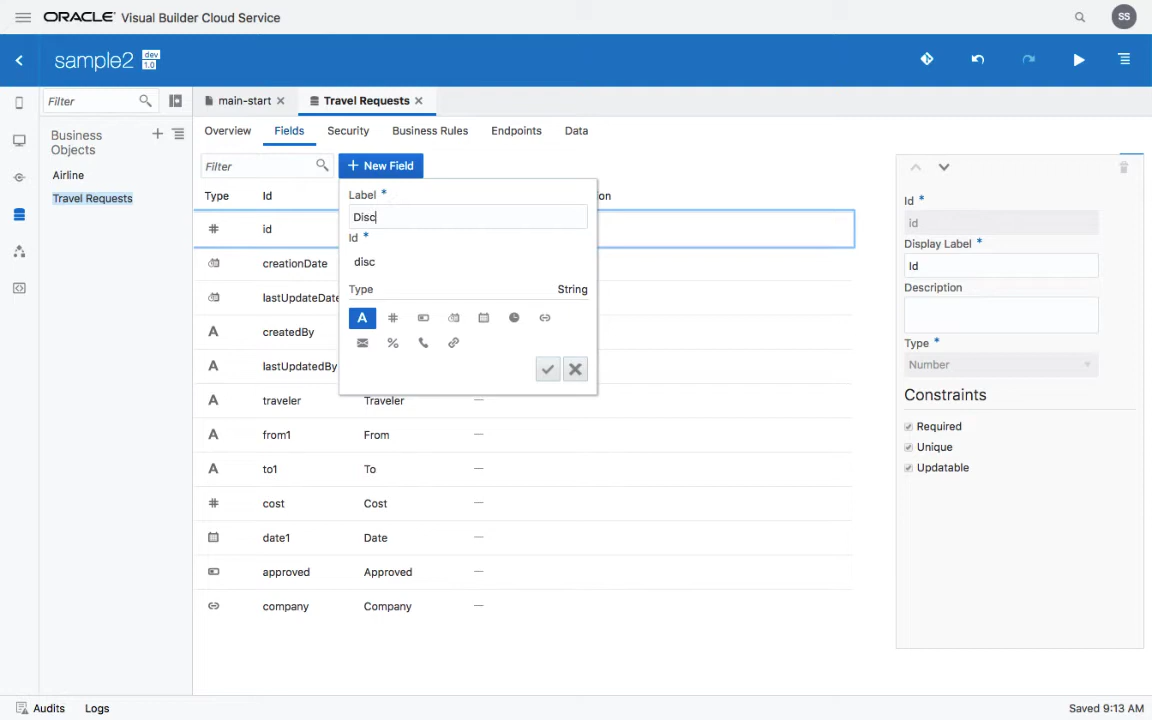 ORACLE Visual Builder Cloud Service
SS
sample2 dev 1.0
Filter
main-start
Travel Requests
Business Objects
Airline
Travel Requests
Overview Fields Security Business Rules Endpoints Data
Filter
+ New Field
Type Id
on
# id
creationDate
lastUpdateDate
A createdBy
A lastUpdatedBy
A traveler Traveler —
A from1 From —
A to1 To —
# cost Cost —
date1 Date —
approved Approved —
company Company —
Label *
Disc
Id *
disc
Type String
A # %
Id *
id
Display Label *
Id
Description
Type *
Number
Constraints
Required
Unique
Updatable
Audits Logs
Saved 9:13 AM